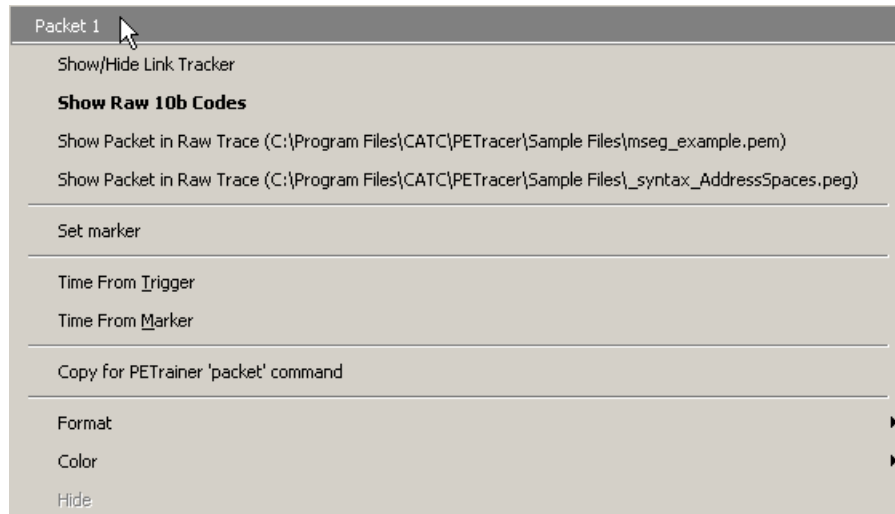 Packet 1
Show/Hide Link Tracker
Show Raw 10b Codes
Show Packet in Raw Trace (C:\Program Files\CATC\PETracer\Sample Files\mseg_example.pem)
Show Packet in Raw Trace (C:\Program Files\CATC\PETracer\Sample Files\_syntax_AddressSpaces.peg)
Set marker
Time From Trigger
Time From Marker
Copy for PETrainer 'packet' command
Format
Color
Hide